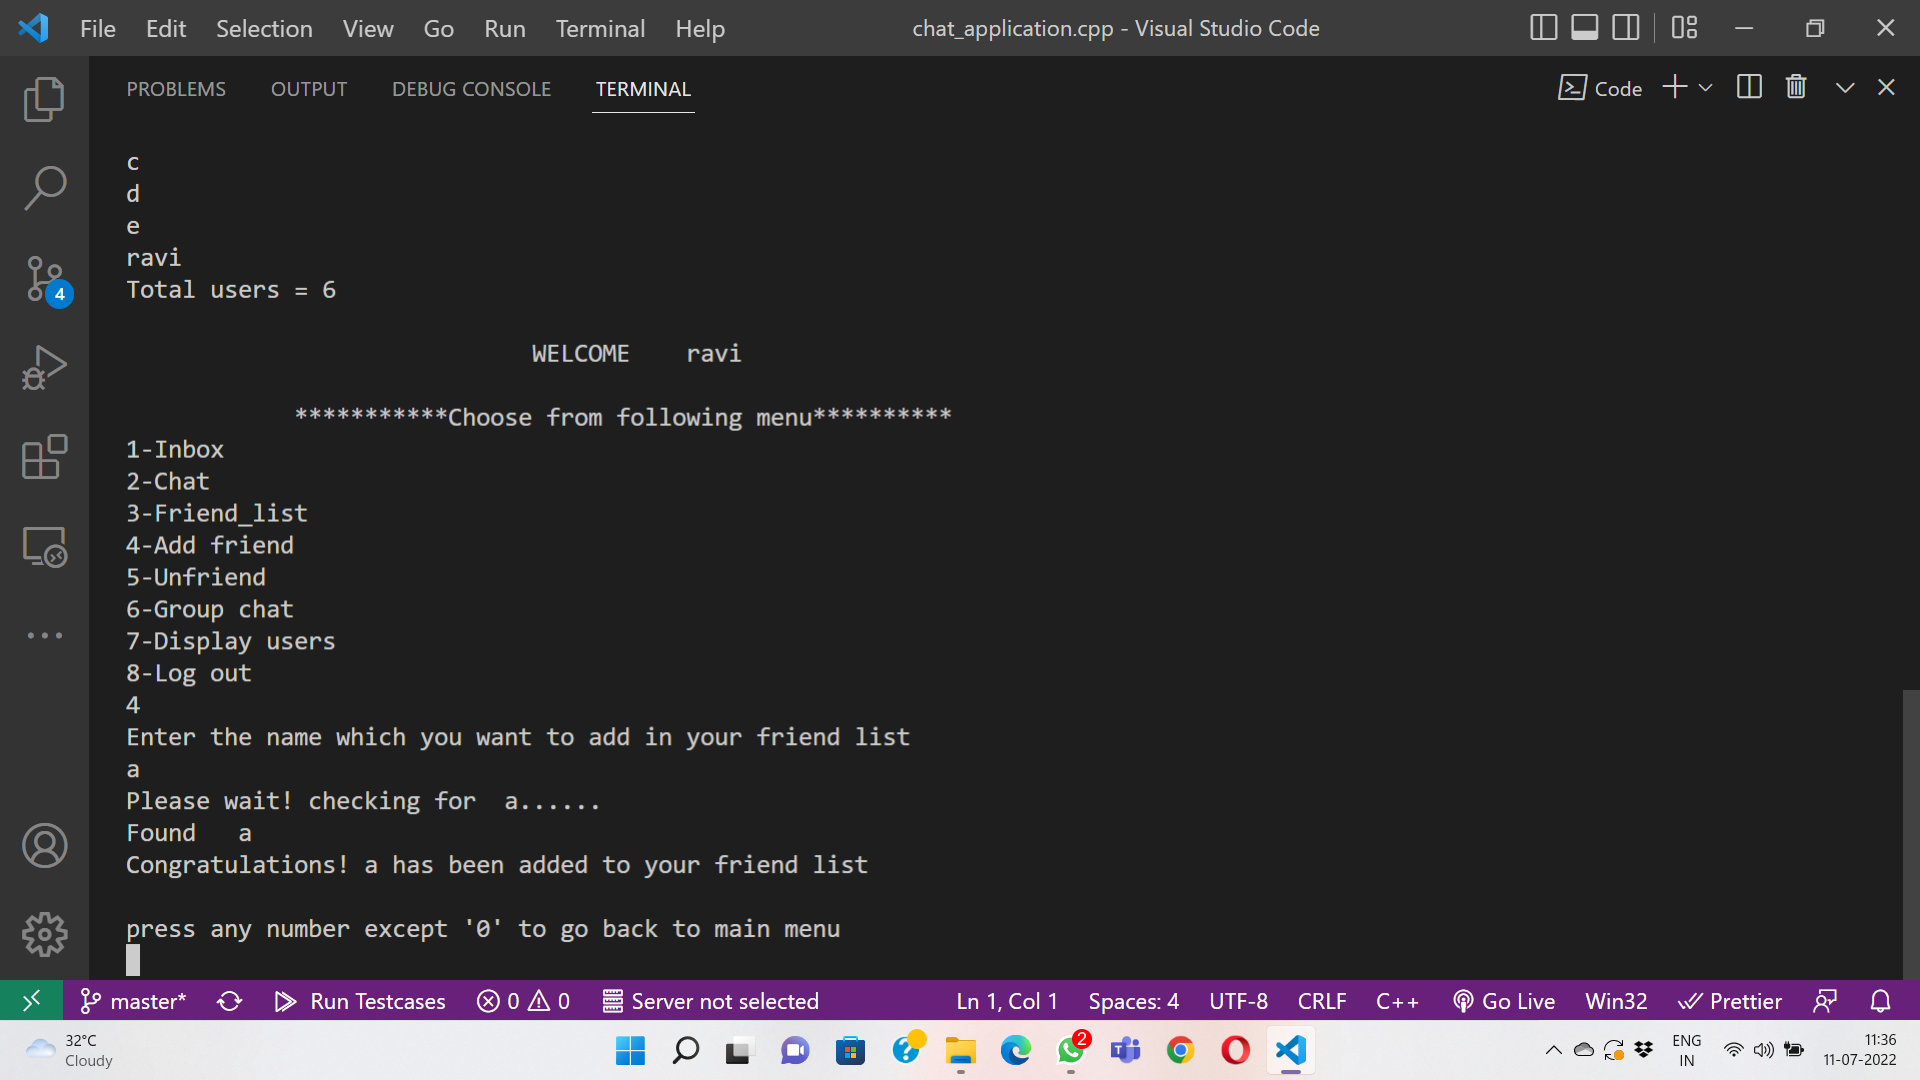 File Edit Selection View Go Run Terminal Help
chat_application.cpp - Visual Studio Code
PROBLEMS OUTPUT DEBUG CONSOLE TERMINAL
Code
c
d
e
ravi
Total users = 6
WELCOME    ravi
***********Choose from following menu**********
1-Inbox
2-Chat
3-Friend_list
4-Add friend
5-Unfriend
6-Group chat
7-Display users
8-Log out
4
Enter the name which you want to add in your friend list
a
Please wait! checking for  a......
Found   a
Congratulations! a has been added to your friend list
press any number except '0' to go back to main menu
4
master* Run Testcases 0 0 Server not selected Ln 1, Col 1 Spaces: 4 UTF-8 CRLF C++ Go Live Win32 Prettier
32°C
Cloudy
2
ENG
IN
11:36
11-07-2022